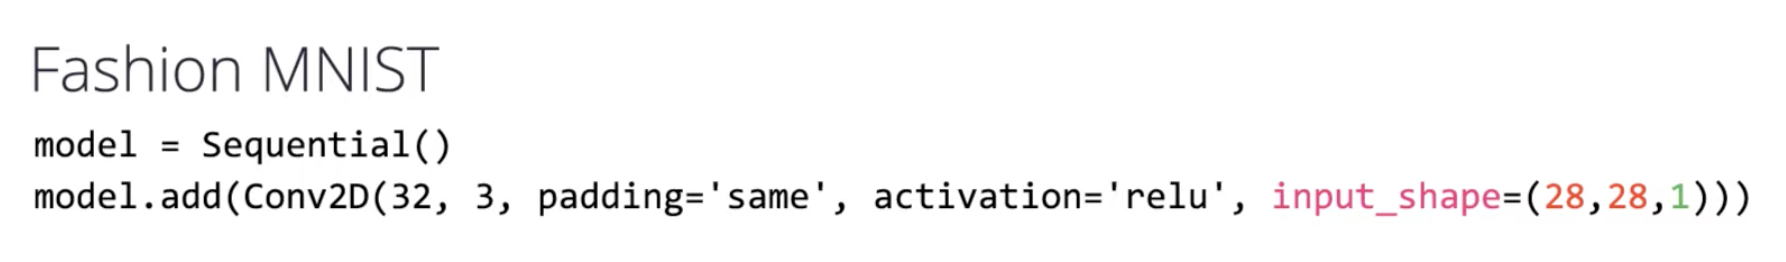 Fashion MNIST
model = Sequential()
model.add(Conv2D(32, 3, padding='same', activation='relu', input_shape=(28,28,1)))